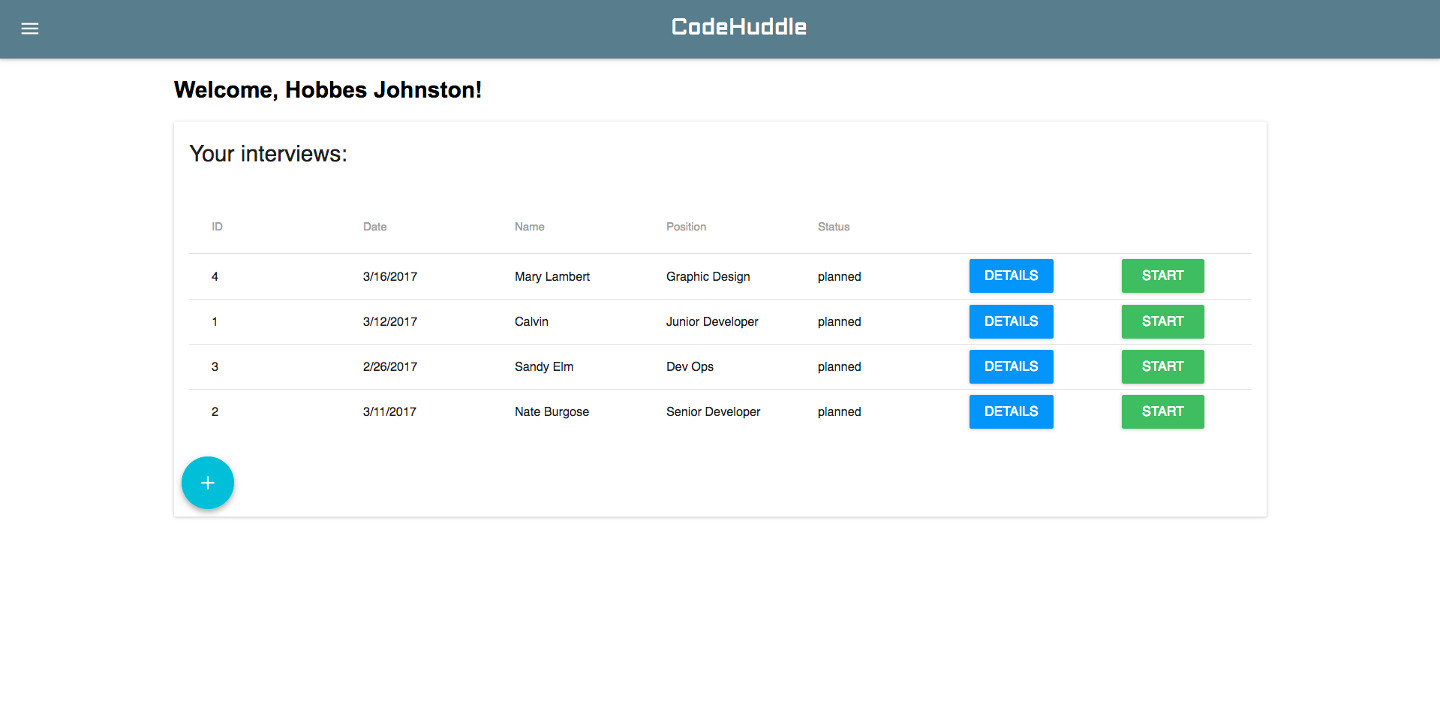 CodeHuddle
Welcome, Hobbes Johnston!
Your interviews:
ID Date Name Position Status
4 3/16/2017 Mary Lambert Graphic Design planned DETAILS START
1 3/12/2017 Calvin Junior Developer planned DETAILS START
3 2/26/2017 Sandy Elm Dev Ops planned DETAILS START
2 3/11/2017 Nate Burgose Senior Developer planned DETAILS START
+